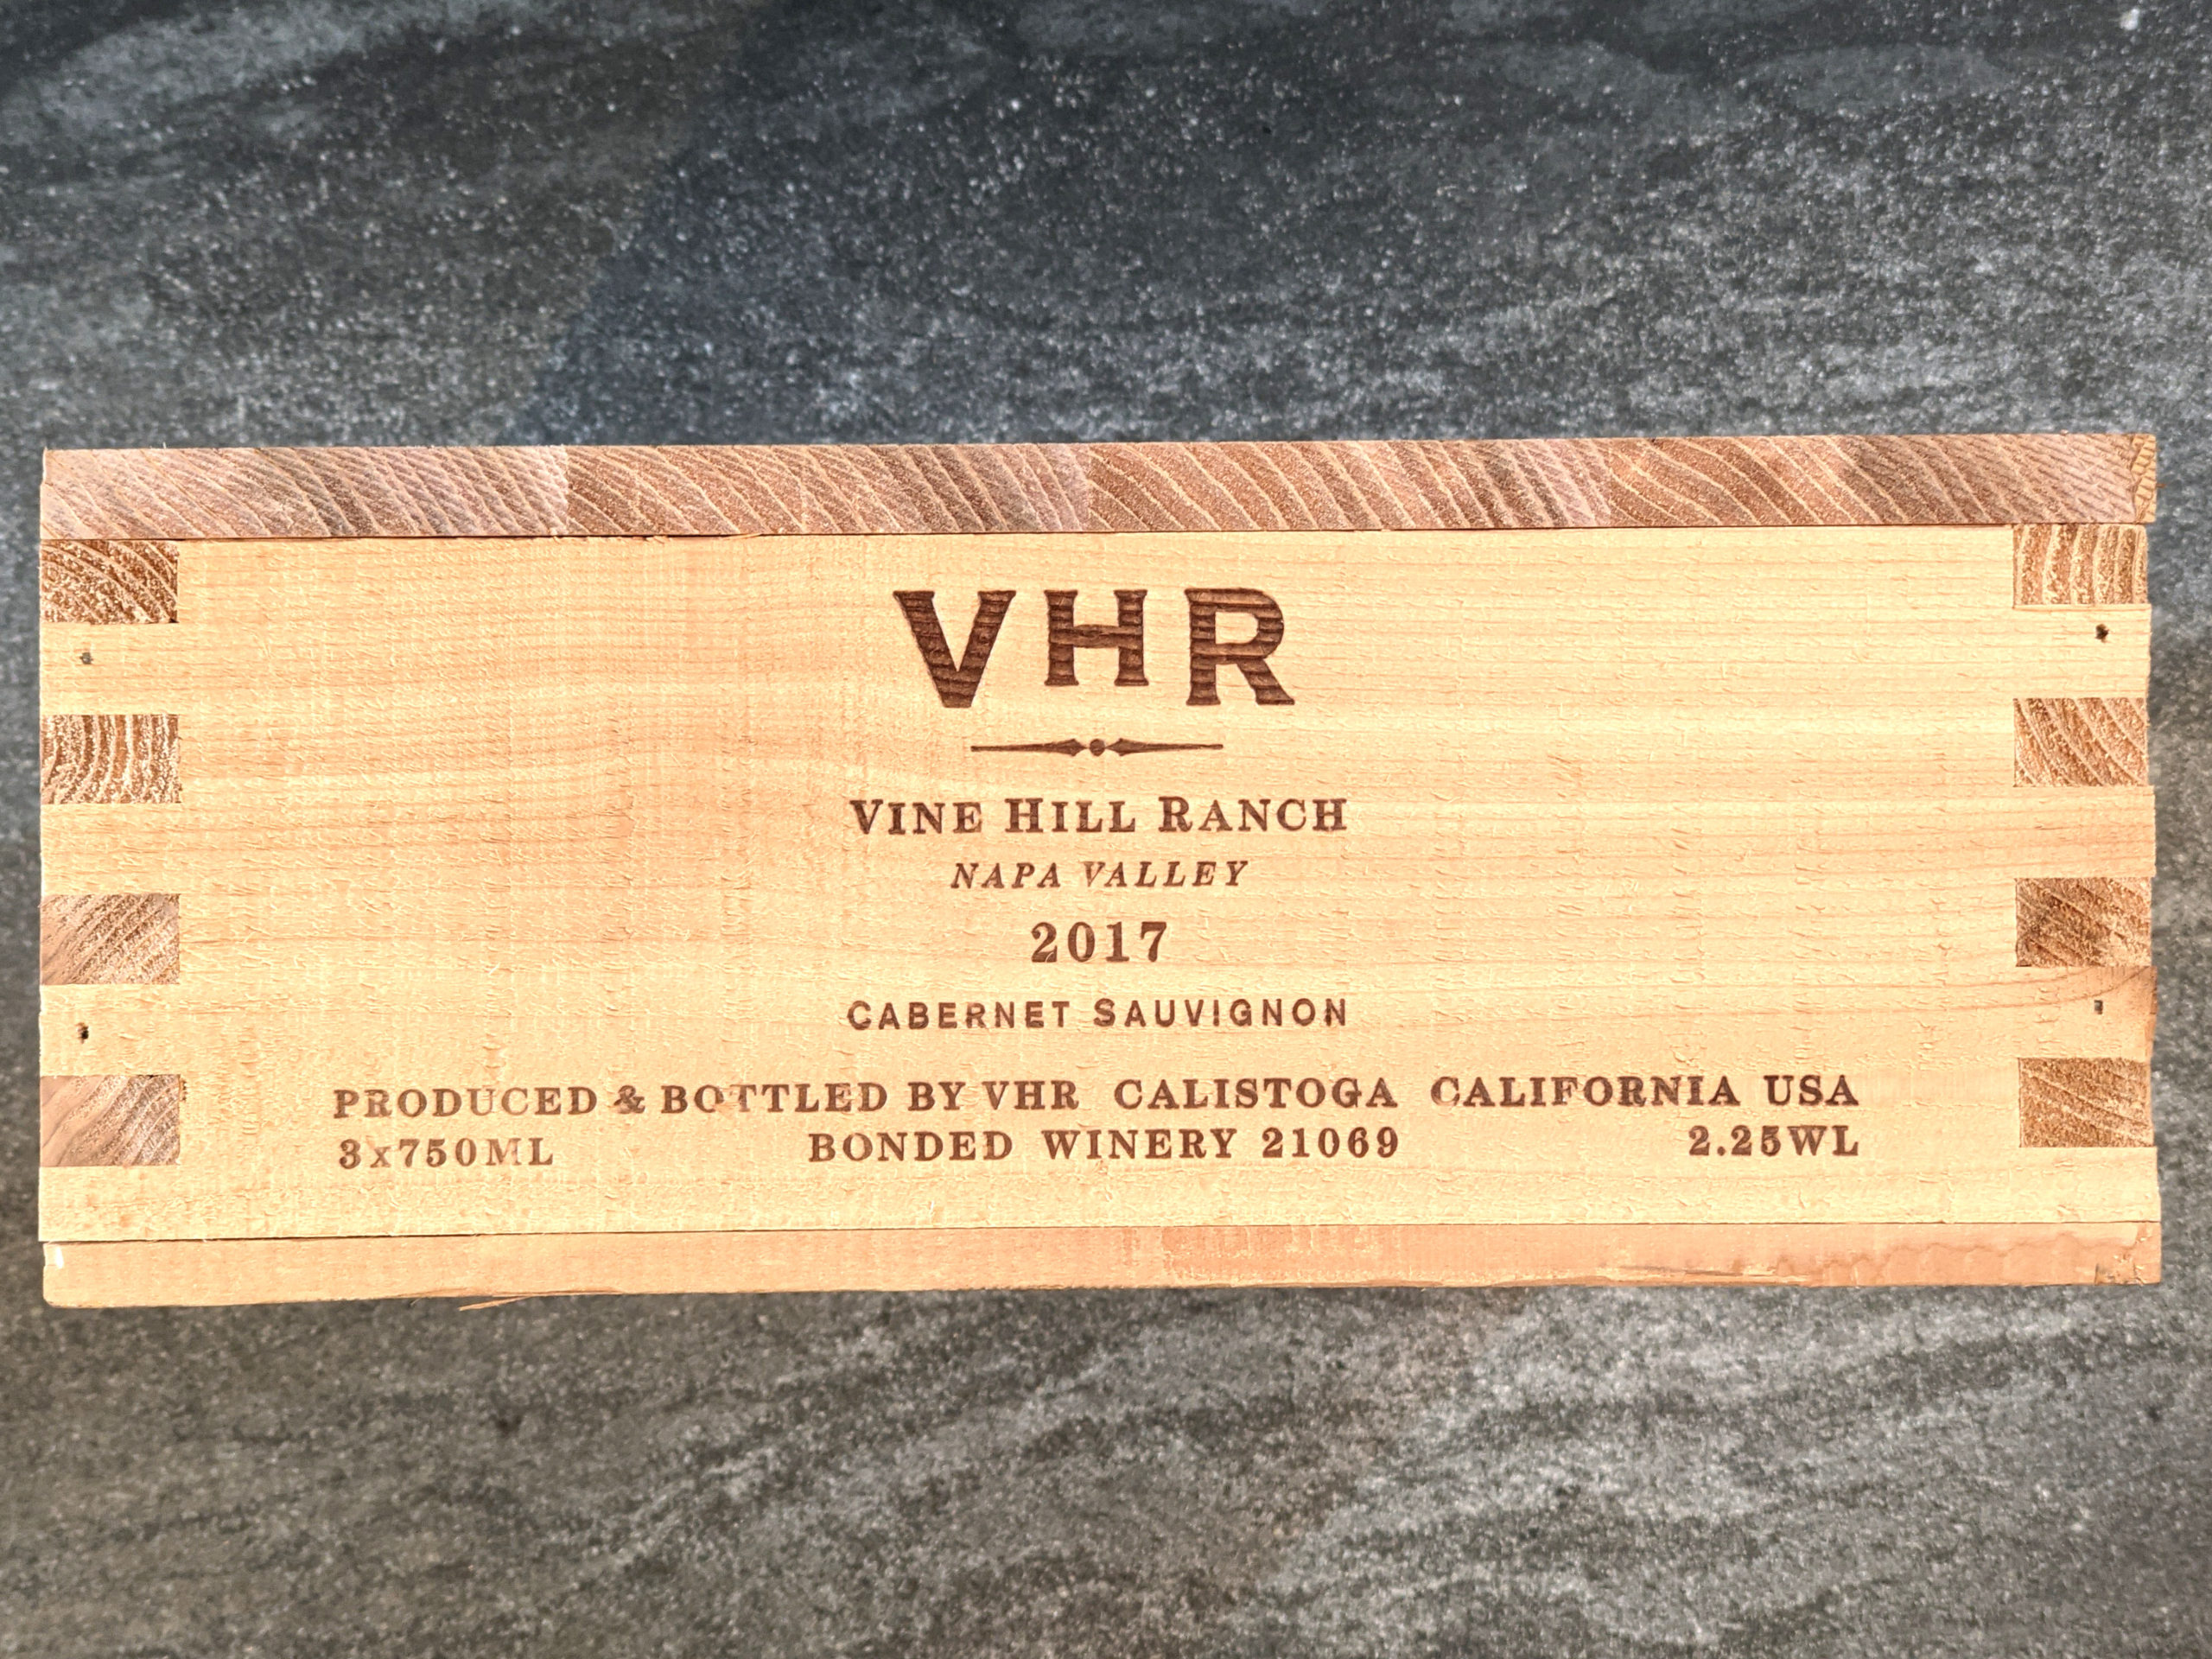 VHR
VINE HILL RANCH
NAPA VALLEY
2017
CABERNET SAUVIGNON
PRODUCED & BOTTLED BY VHR CALISTOGA CALIFORNIA USA
3x750ML BONDED WINERY 21069 2.25WL